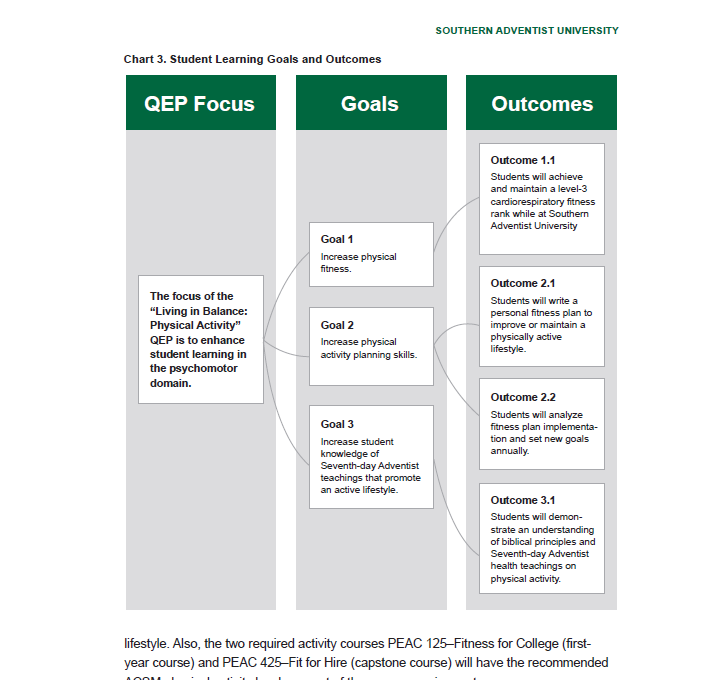 SOUTHERN ADVENTIST UNIVERSITY
Chart 3. Student Learning Goals and Outcomes
QEP Focus
Goals
Outcomes
The focus of the
“Living in Balance:
Physical Activity”
QEP is to enhance
student learning in
the psychomotor
domain.
Goal 1
Increase physical
fitness.
Goal 2
Increase physical
activity planning skills.
Goal 3
Increase student
knowledge of
Seventh-day Adventist
teachings that promote
an active lifestyle.
Outcome 1.1
Students will achieve
and maintain a level-3
cardiorespiratory fitness
rank while at Southern
Adventist University
Outcome 2.1
Students will write a
personal fitness plan to
improve or maintain a
physically active
lifestyle.
Outcome 2.2
Students will analyze
fitness plan implementa-
tion and set new goals
annually.
Outcome 3.1
Students will demon-
strate an understanding
of biblical principles and
Seventh-day Adventist
health teachings on
physical activity.
lifestyle. Also, the two required activity courses PEAC 125–Fitness for College (first-
year course) and PEAC 425–Fit for Hire (capstone course) will have the recommended